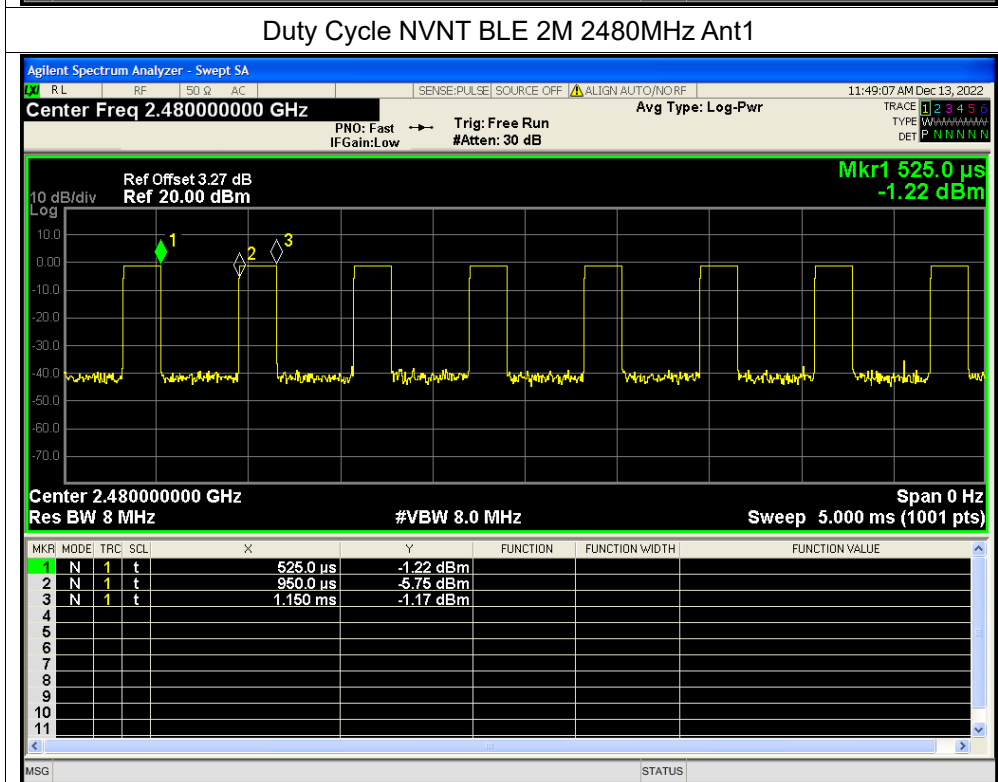 Duty Cycle NVNT BLE 2M 2480MHz Ant1
Agilent Spectrum Analyzer - Swept SA
LXI RL RF 50 Ω AC SENSE:PULSE SOURCE OFF ALIGN AUTO/NO RF 11:49:07 AM Dec 13, 2022
Center Freq 2.480000000 GHz Avg Type: Log-Pwr TRACE 1 2 3 4 5 6
PNO: Fast Trig: Free Run TYPE WWWWWW
IFGain:Low #Atten: 30 dB DET P N N N N N
Mkr1 525.0 µs
-1.22 dBm
Ref Offset 3.27 dB
10 dB/div Ref 20.00 dBm
Log
10.0
0.00
-10.0
-20.0
-30.0
-40.0
-50.0
-60.0
-70.0
1
2
3
Center 2.480000000 GHz Span 0 Hz
Res BW 8 MHz #VBW 8.0 MHz Sweep 5.000 ms (1001 pts)
MKR MODE TRC SCL X Y FUNCTION FUNCTION WIDTH FUNCTION VALUE
1 N 1 t 525.0 µs -1.22 dBm
2 N 1 t 950.0 µs -5.75 dBm
3 N 1 t 1.150 ms -1.17 dBm
4
5
6
7
8
9
10
11
MSG STATUS